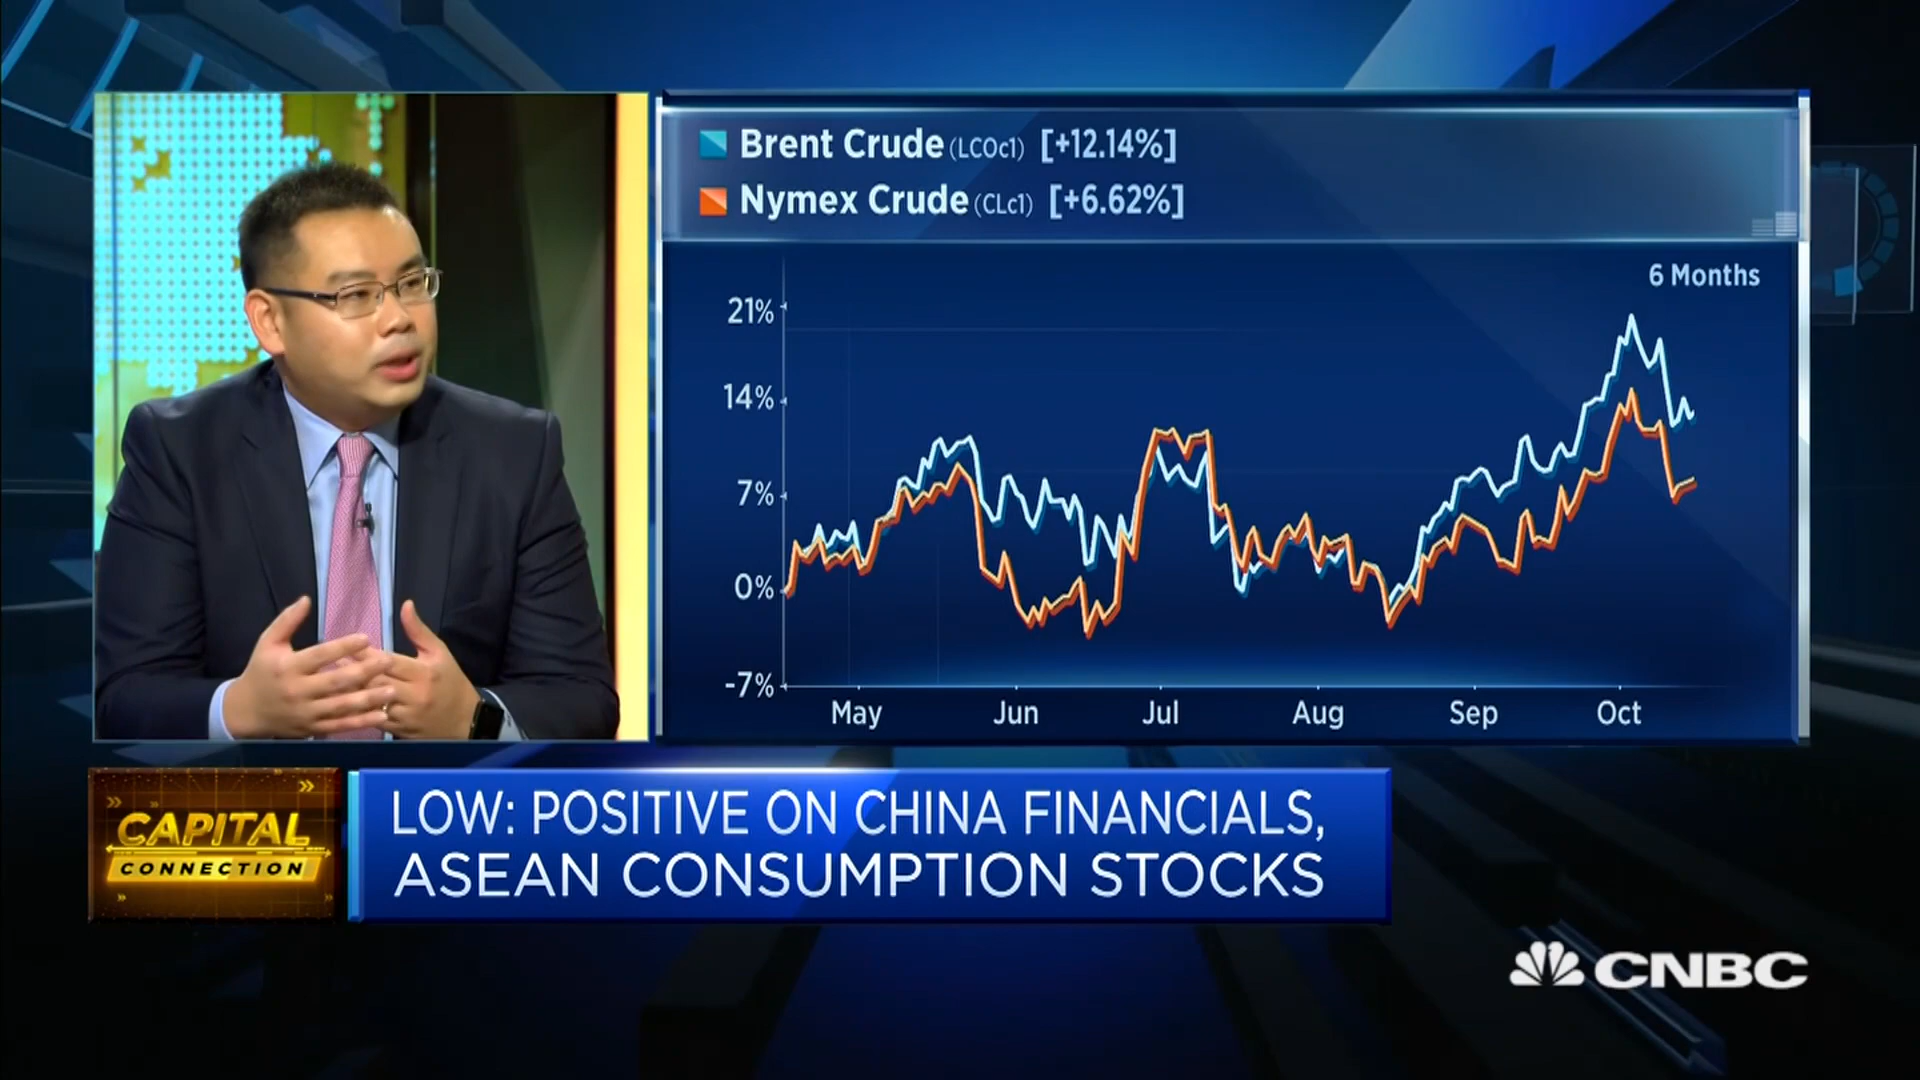 Brent Crude (LCOc1) [+12.14%]
Nymex Crude (CLc1) [+6.62%]
6 Months
21%
14%
7%
0%
-7%
May Jun Jul Aug Sep Oct
CAPITAL
CONNECTION
LOW: POSITIVE ON CHINA FINANCIALS,
ASEAN CONSUMPTION STOCKS
CNBC